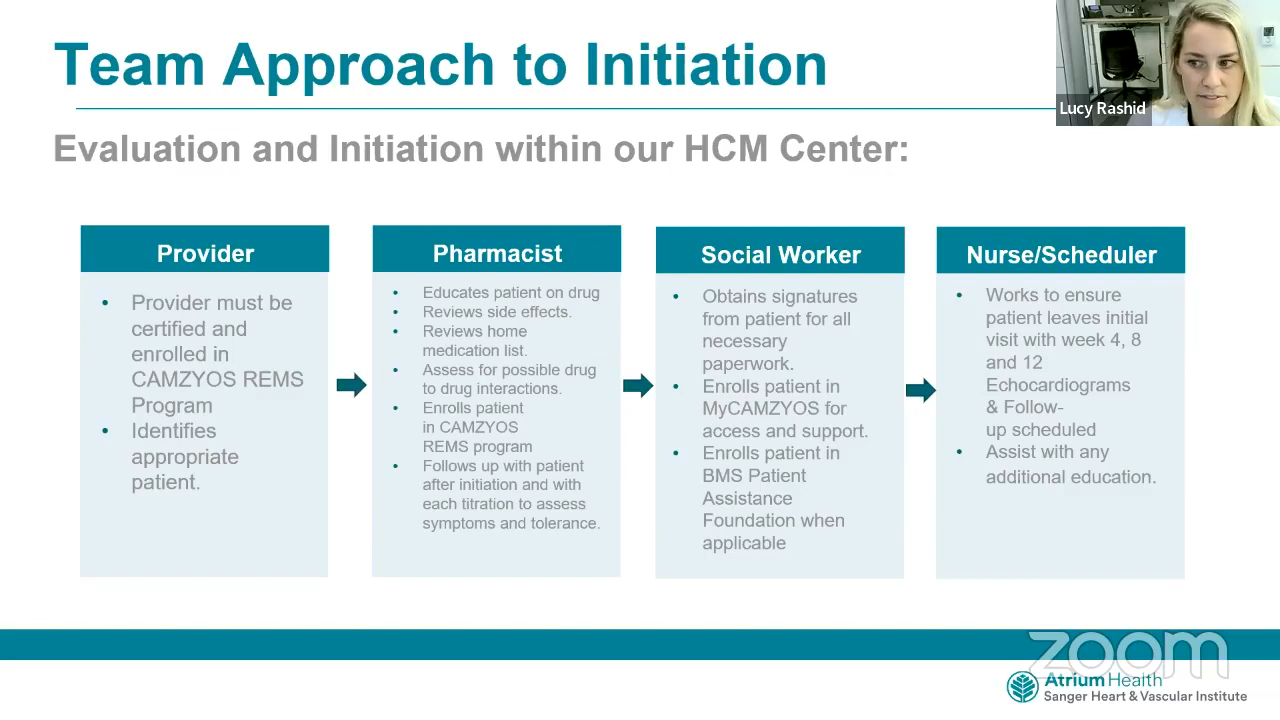 Team Approach to Initiation
Lucy Rashid
Evaluation and Initiation within our HCM Center:
Provider
• Provider must be
certified and
enrolled in
CAMZYOS REMS
Program
• Identifies
appropriate
patient.
Pharmacist
• Educates patient on drug
• Reviews side effects.
• Reviews home
medication list.
• Assess for possible drug
to drug interactions.
• Enrolls patient
in CAMZYOS
REMS program
• Follows up with patient
after initiation and with
each titration to assess
symptoms and tolerance.
Social Worker
• Obtains signatures
from patient for all
necessary
paperwork.
• Enrolls patient in
MyCAMZYOS for
access and support.
• Enrolls patient in
BMS Patient
Assistance
Foundation when
applicable
Nurse/Scheduler
• Works to ensure
patient leaves initial
visit with week 4, 8
and 12
Echocardiograms
& Follow-
up scheduled
• Assist with any
additional education.
zoom
Atrium Health
Sanger Heart & Vascular Institute